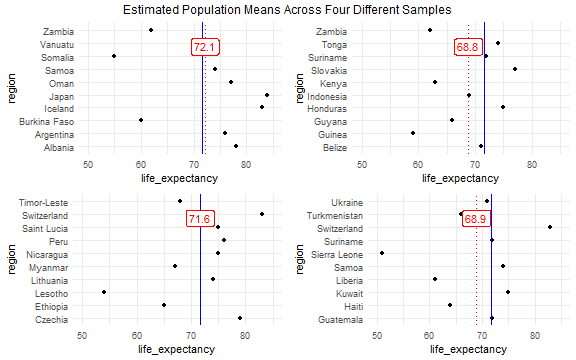 Estimated Population Means Across Four Different Samples
region
Zambia
Vanuatu
Somalia
Samoa
Oman
Japan
Iceland
Burkina Faso
Argentina
Albania
72.1
50 60 70 80
life_expectancy
region
Zambia
Tonga
Suriname
Slovakia
Kenya
Indonesia
Honduras
Guyana
Guinea
Belize
68.8
50 60 70 80
life_expectancy
region
Timor-Leste
Switzerland
Saint Lucia
Peru
Nicaragua
Myanmar
Lithuania
Lesotho
Ethiopia
Czechia
71.6
50 60 70 80
life_expectancy
region
Ukraine
Turkmenistan
Switzerland
Suriname
Sierra Leone
Samoa
Liberia
Kuwait
Haiti
Guatemala
68.9
50 60 70 80
life_expectancy